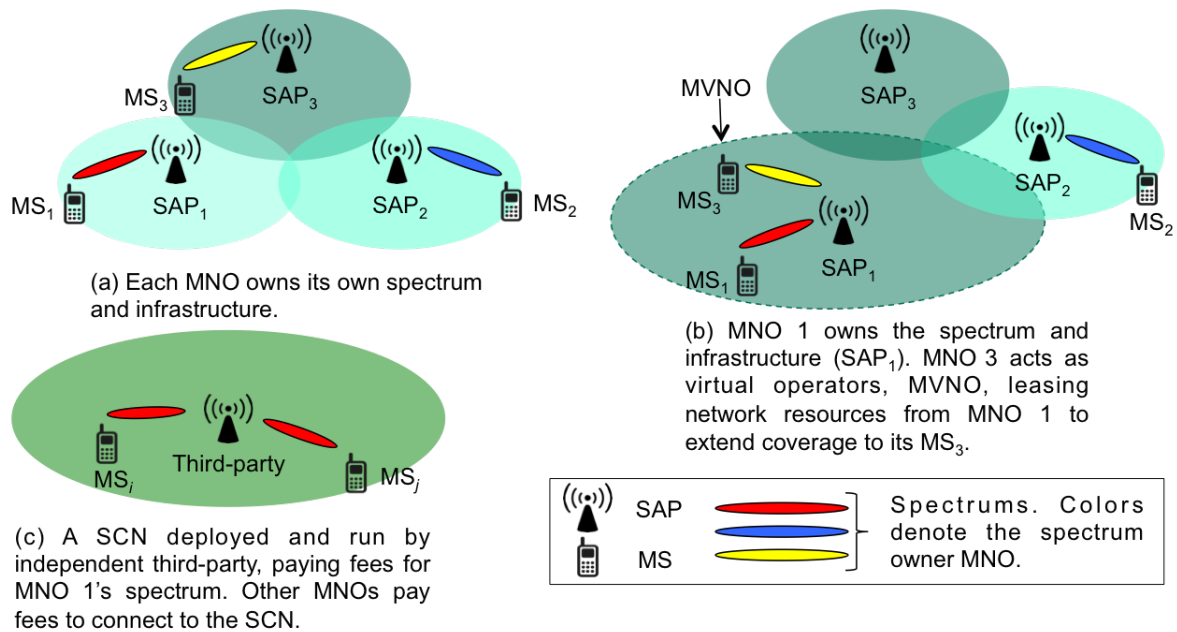 SAP₃
MS₃
MS₁
SAP₁
SAP₂
MS₂
(a) Each MNO owns its own spectrum
and infrastructure.
MVNO
SAP₃
SAP₂
MS₂
MS₃
SAP₁
MS₁
(b) MNO 1 owns the spectrum and
infrastructure (SAP₁). MNO 3 acts as
virtual operators, MVNO, leasing
network resources from MNO 1 to
extend coverage to its MS₃.
Third-party
MSᵢ
MSⱼ
(c) A SCN deployed and run by
independent third-party, paying fees for
MNO 1's spectrum. Other MNOs pay
fees to connect to the SCN.
SAP
MS
Spectrums. Colors
denote the spectrum
owner MNO.